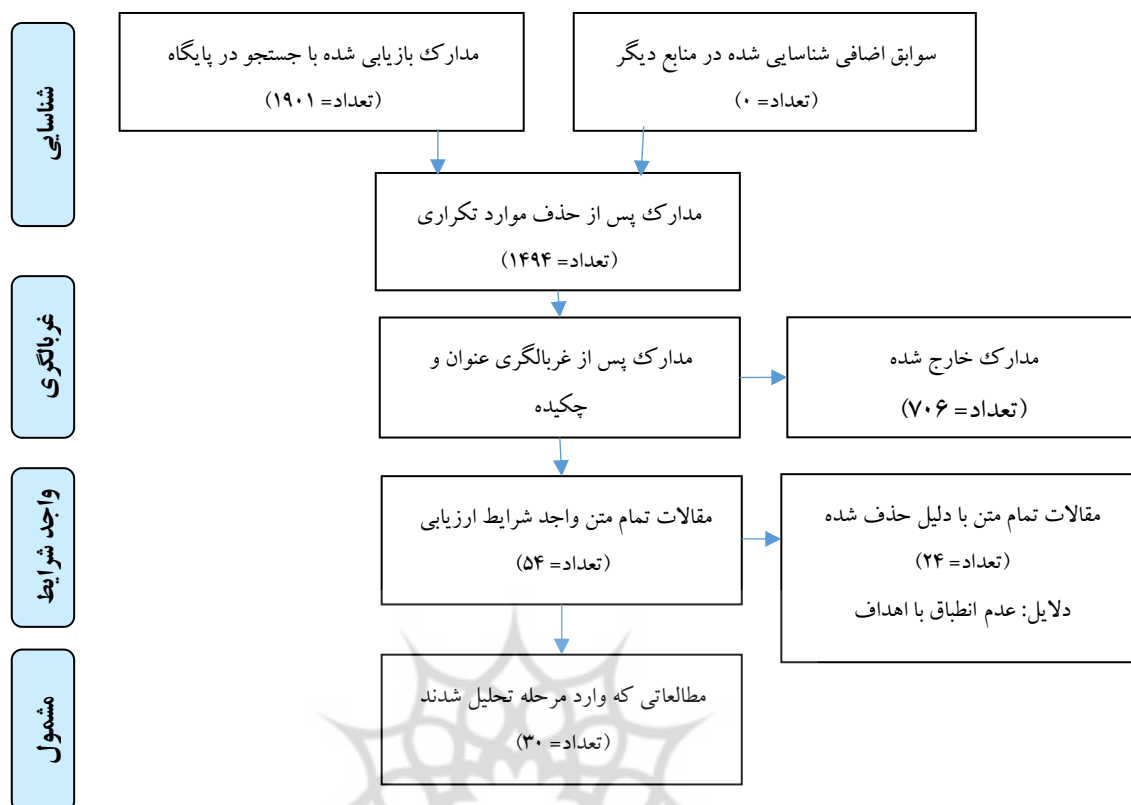 شناسایی
مدارک بازیابی شده با جستجو در پایگاه
(تعداد= ۱۹۰۱)
سوابق اضافی شناسایی شده در منابع دیگر
(تعداد= ۰)
مدارک پس از حذف موارد تکراری
(تعداد= ۱۴۹۴)
غربالگری
مدارک پس از غربالگری عنوان و
چکیده
مدارک خارج شده
(تعداد= ۷۰۶)
واجد شرایط
مقالات تمام متن واجد شرایط ارزیابی
(تعداد= ۵۴)
مقالات تمام متن با دلیل حذف شده
(تعداد= ۲۴)
دلایل: عدم انطباق با اهداف
مشمول
مطالعاتی که وارد مرحله تحلیل شدند
(تعداد= ۳۰)